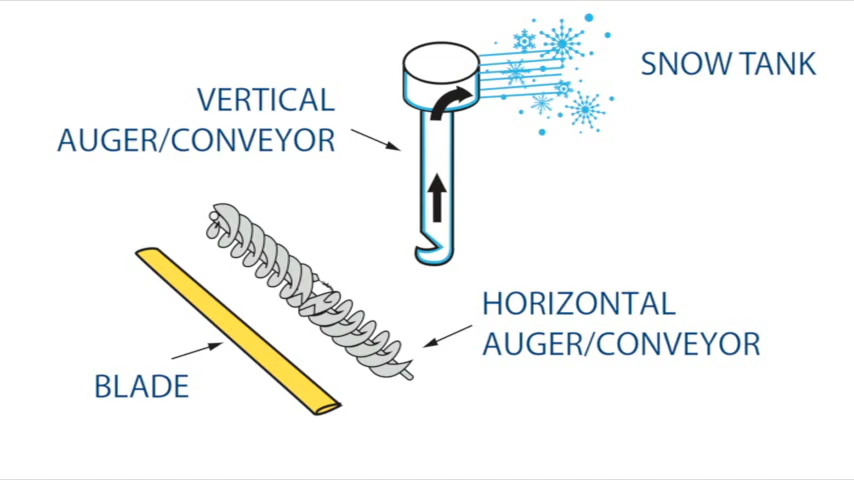 SNOW TANK
VERTICAL
AUGER/CONVEYOR
HORIZONTAL
AUGER/CONVEYOR
BLADE